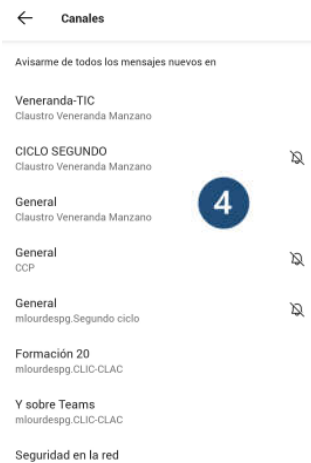 Canales
Avisarme de todos los mensajes nuevos en
Veneranda-TIC
Claustro Veneranda Manzano
CICLO SEGUNDO
Claustro Veneranda Manzano
General
Claustro Veneranda Manzano
4
General
CCP
General
mlourdespg.Segundo ciclo
Formación 20
mlourdespg.CLIC-CLAC
Y sobre Teams
mlourdespg.CLIC-CLAC
Seguridad en la red